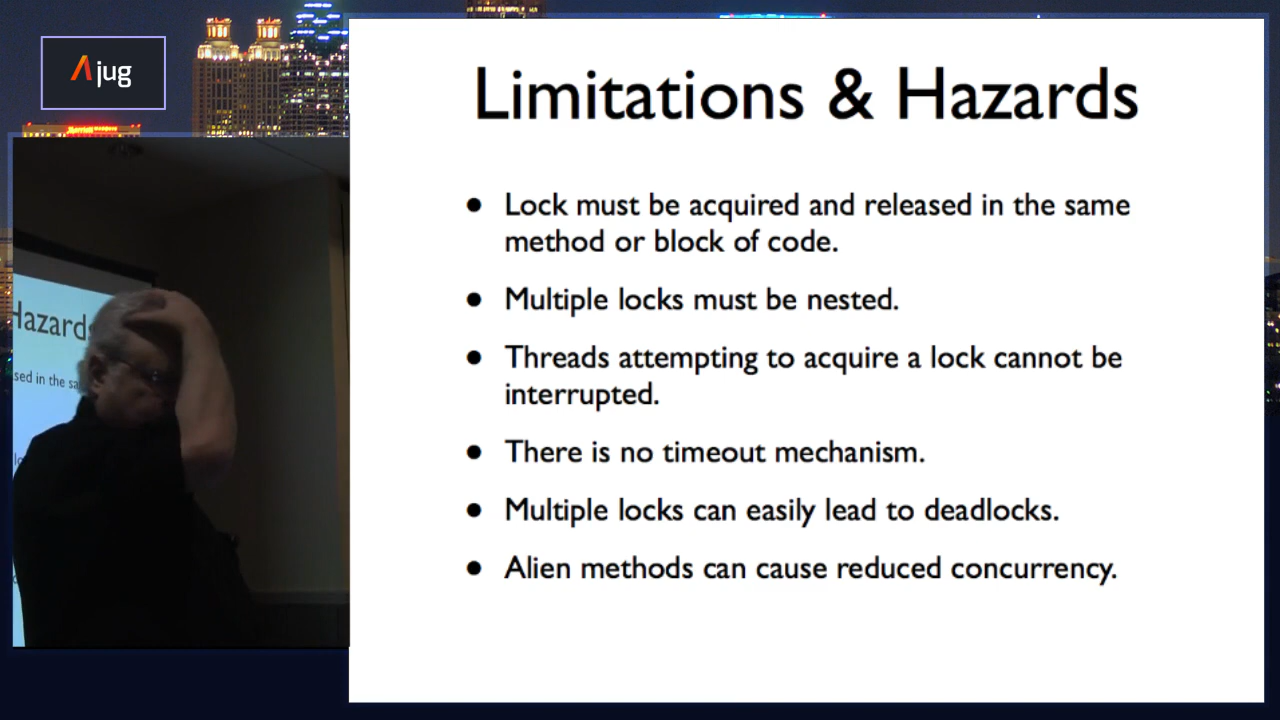 jug
Limitations & Hazards
• Lock must be acquired and released in the same
method or block of code.
• Multiple locks must be nested.
• Threads attempting to acquire a lock cannot be
interrupted.
• There is no timeout mechanism.
• Multiple locks can easily lead to deadlocks.
• Alien methods can cause reduced concurrency.
Hazards
sed in the sa